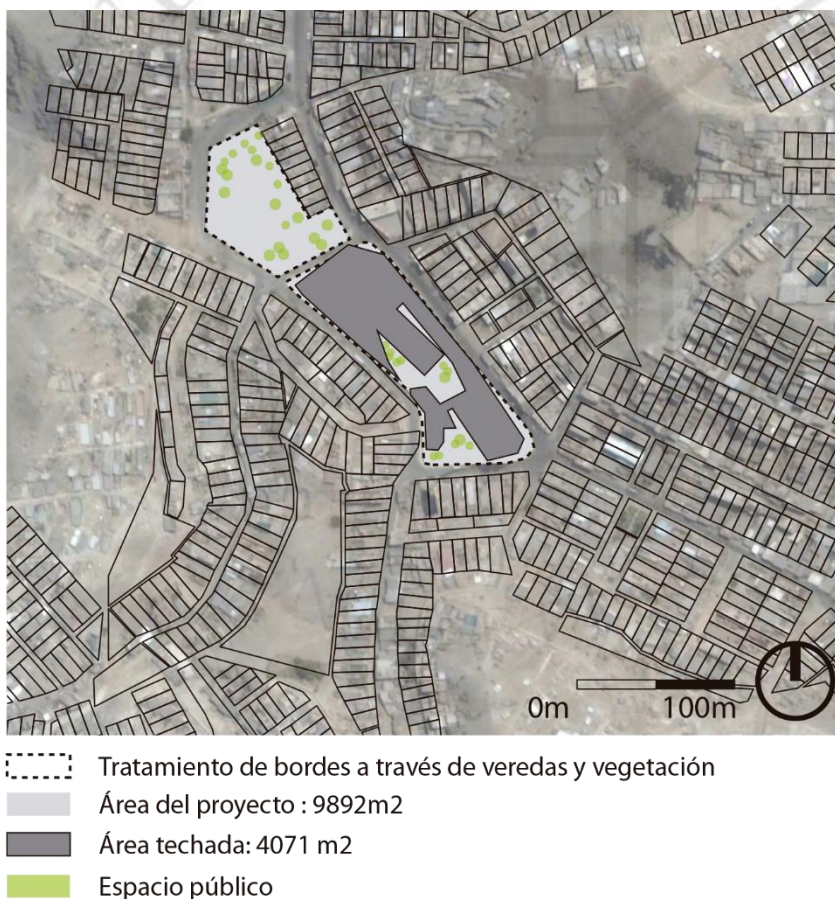 0m 100m
Tratamiento de bordes a través de veredas y vegetación
Área del proyecto : 9892m2
Área techada: 4071 m2
Espacio público